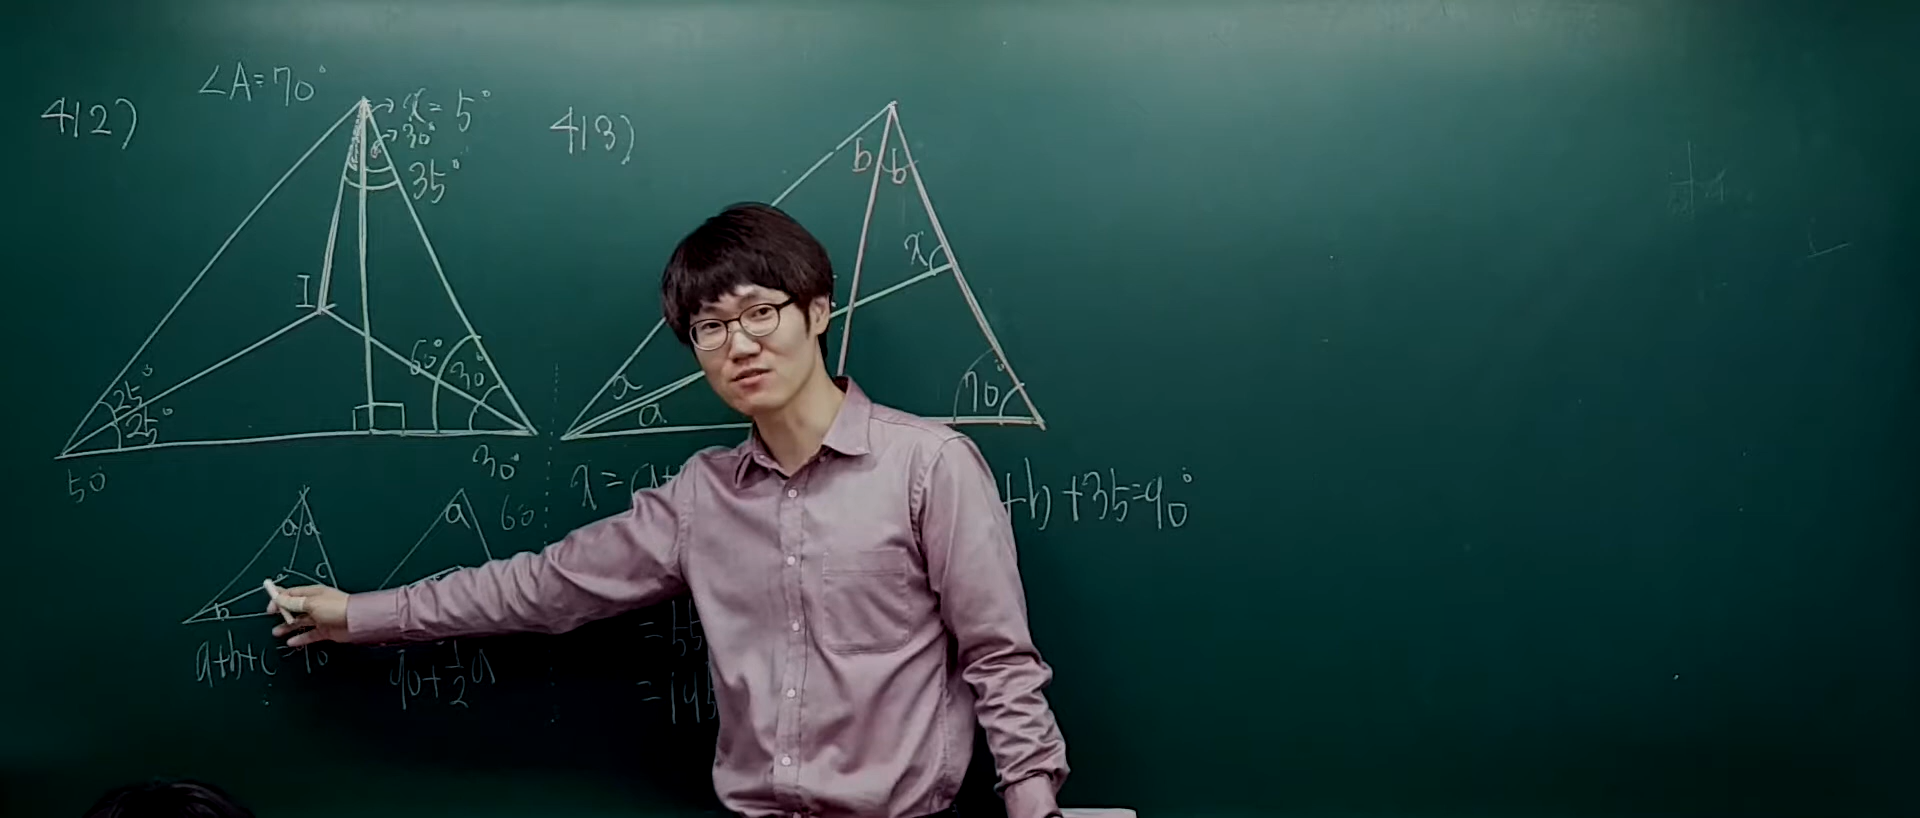 412)
∠A=70°
x=5°
30°
35°
I
25°
25°
60°
30°
50
30°
a a
b
c
a+b+c=90
a
60
90+½a
413)
b b
x
a
a
70°
x=a+
+b+35=90°